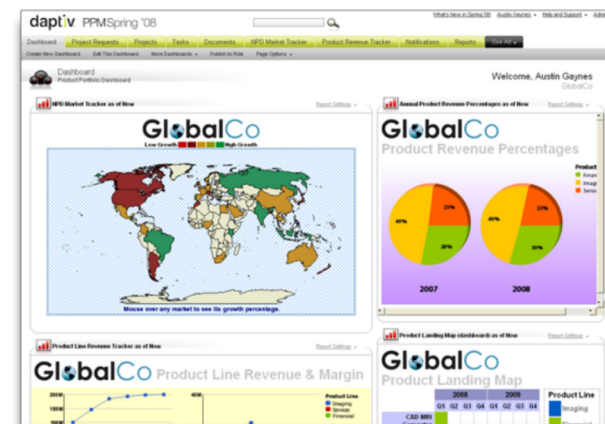 daptiv PPMSpring '08
What's New in Spring '08 Austin Gaynes Help and Support Adm
Dashboard Project Requests Projects Tasks Documents NPD Market Tracker Product Revenue Tracker Notifications Reports See All
Create New Dashboard Edit This Dashboard More Dashboards Publish to Role Page Options
Dashboard
Product Portfolio Dashboard
Welcome, Austin Gaynes
GlobalCo
NPD Market Tracker as of Now Report Settings
GlobalCo
Low Growth High Growth
Mouse over any market to see its growth percentage.
Annual Product Revenue Percentages as of Now Report Settings
GlobalCo
Product Revenue Percentages
Product
Finan
Imagi
Servi
2007 2008
Product Line Revenue Tracker as of Now Report Settings
GlobalCo Product Line Revenue & Margin
200M
150M
100M
40M
Product Line
Imaging
Services
Financial
Product Landing Map (dashboard) as of Now Report Settings
GlobalCo
Product Landing Map
2008 2009
Q1 Q2 Q3 Q4 Q1 Q2 Q3 Q4
CAD MRI
Product Line
Imaging
Financial